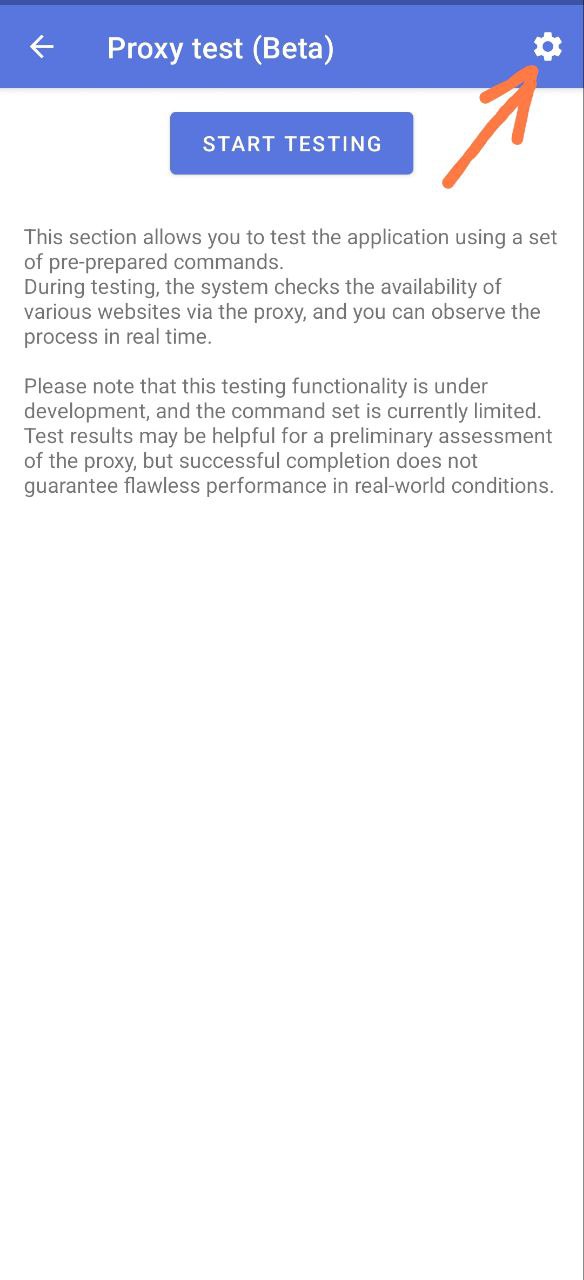 Proxy test (Beta)
START TESTING
This section allows you to test the application using a set
of pre-prepared commands.
During testing, the system checks the availability of
various websites via the proxy, and you can observe the
process in real time.
Please note that this testing functionality is under
development, and the command set is currently limited.
Test results may be helpful for a preliminary assessment
of the proxy, but successful completion does not
guarantee flawless performance in real-world conditions.